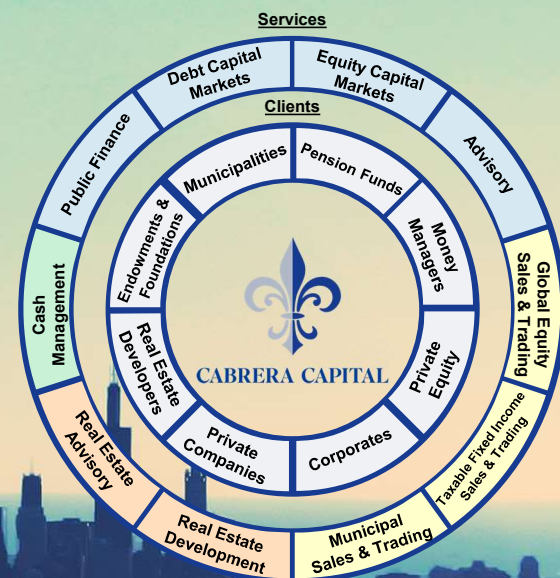 Services
Debt Capital
Markets
Equity Capital
Markets
Advisory
Global Equity
Sales & Trading
Taxable Fixed Income
Sales & Trading
Municipal
Sales & Trading
Real Estate
Development
Real Estate
Advisory
Cash
Management
Public Finance
Clients
Municipalities
Pension Funds
Money
Managers
Private
Equity
Corporates
Private
Companies
Real Estate
Developers
Endowments &
Foundations
CABRERA CAPITAL